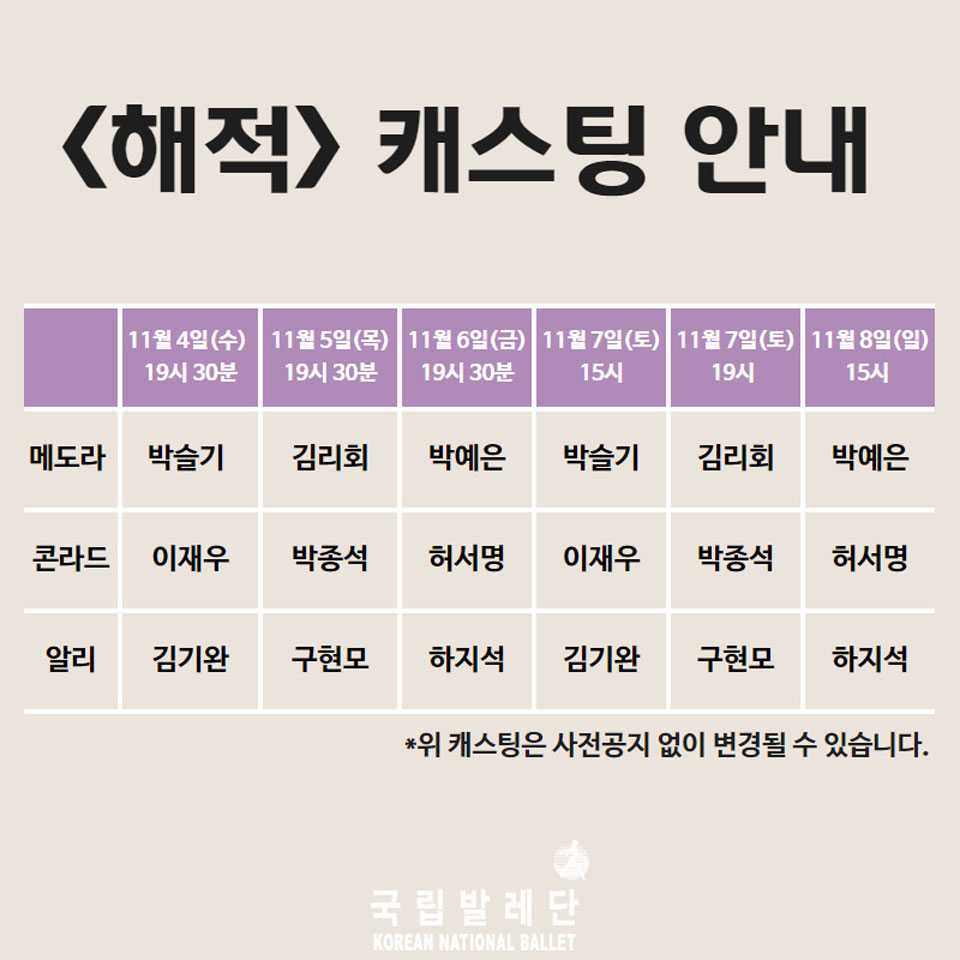 〈해적〉 캐스팅 안내
11월 4일(수) 11월 5일(목) 11월 6일(금) 11월 7일(토) 11월 7일(토) 11월 8일(일)
19시 30분 19시 30분 19시 30분 15시 19시 15시
메도라 박슬기 김리회 박예은 박슬기 김리회 박예은
콘라드 이재우 박종석 허서명 이재우 박종석 허서명
알리 김기완 구현모 하지석 김기완 구현모 하지석
*위 캐스팅은 사전공지 없이 변경될 수 있습니다.
국립발레단
KOREAN NATIONAL BALLET